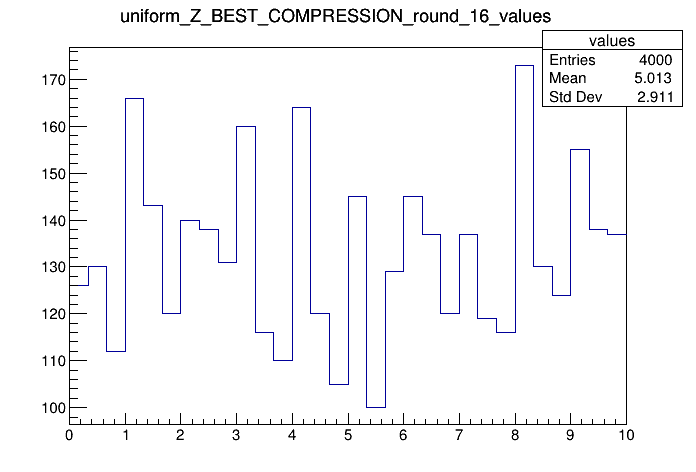 uniform_Z_BEST_COMPRESSION_round_16_values
values
Entries 4000
Mean 5.013
Std Dev 2.911
170
160
150
140
130
120
110
100
0 1 2 3 4 5 6 7 8 9 10